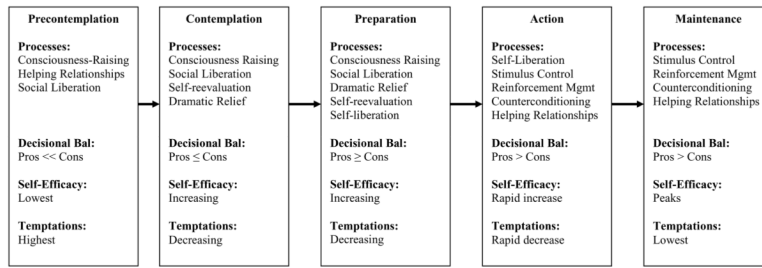 Precontemplation
Processes:
Consciousness-Raising
Helping Relationships
Social Liberation
Decisional Bal:
Pros << Cons
Self-Efficacy:
Lowest
Temptations:
Highest
Contemplation
Processes:
Consciousness Raising
Social Liberation
Self-reevaluation
Dramatic Relief
Decisional Bal:
Pros ≤ Cons
Self-Efficacy:
Increasing
Temptations:
Decreasing
Preparation
Processes:
Consciousness Raising
Social Liberation
Dramatic Relief
Self-reevaluation
Self-liberation
Decisional Bal:
Pros ≥ Cons
Self-Efficacy:
Increasing
Temptations:
Decreasing
Action
Processes:
Self-Liberation
Stimulus Control
Reinforcement Mgmt
Counterconditioning
Helping Relationships
Decisional Bal:
Pros > Cons
Self-Efficacy:
Rapid increase
Temptations:
Rapid decrease
Maintenance
Processes:
Stimulus Control
Reinforcement Mgmt
Counterconditioning
Helping Relationships
Decisional Bal:
Pros > Cons
Self-Efficacy:
Peaks
Temptations:
Lowest